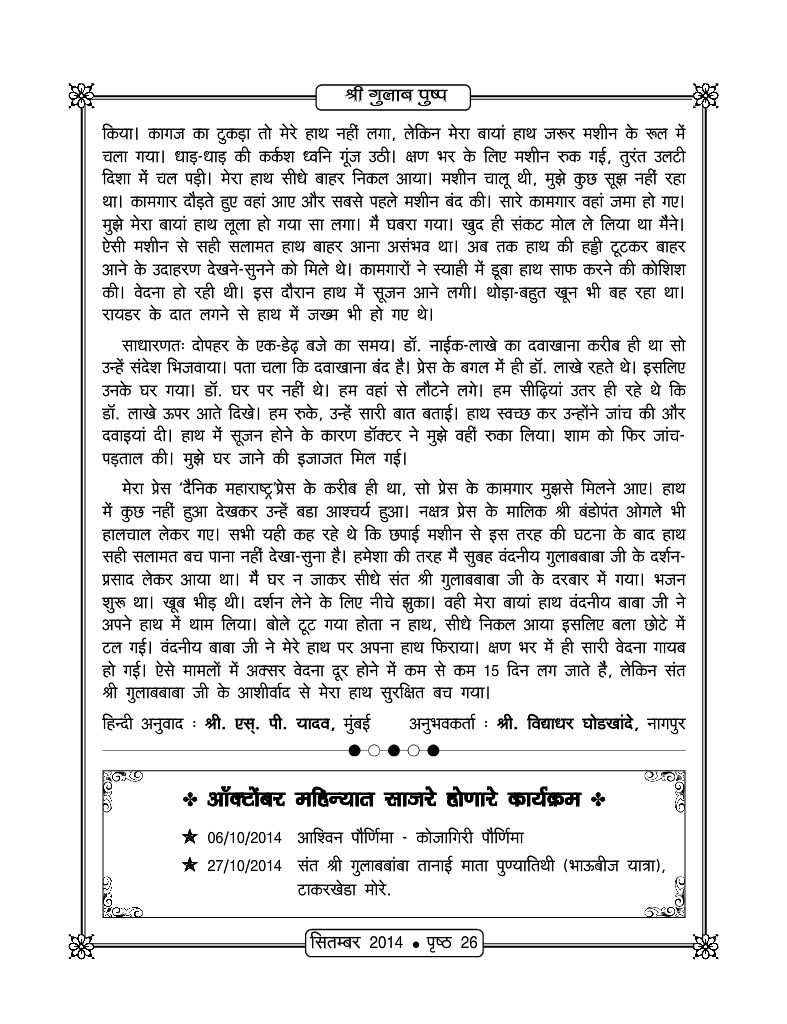 श्री गुलाब पुष्प
किया। कागज का टुकड़ा तो मेरे हाथ नहीं लगा, लेकिन मेरा बायां हाथ जरूर मशीन के रूल में
चला गया। धाड़-धाड़ की कर्कश ध्वनि गूंज उठी। क्षण भर के लिए मशीन रुक गई, तुरंत उलटी
दिशा में चल पड़ी। मेरा हाथ सीधे बाहर निकल आया। मशीन चालू थी, मुझे कुछ सूझ नहीं रहा
था। कामगार दौड़ते हुए वहां आए और सबसे पहले मशीन बंद की। सारे कामगार वहां जमा हो गए।
मुझे मेरा बायां हाथ लूला हो गया सा लगा। मै घबरा गया। खुद ही संकट मोल ले लिया था मैंने।
ऐसी मशीन से सही सलामत हाथ बाहर आना असंभव था। अब तक हाथ की हड्डी टूटकर बाहर
आने के उदाहरण देखने-सुनने को मिले थे। कामगारों ने स्याही में डूबा हाथ साफ करने की कोशिश
की। वेदना हो रही थी। इस दौरान हाथ में सूजन आने लगी। थोड़ा-बहुत खून भी बह रहा था।
रायडर के दात लगने से हाथ में जख्म भी हो गए थे।
साधारणतः दोपहर के एक-डेढ़ बजे का समय। डॉ. नाईक-लाखे का दवाखाना करीब ही था सो
उन्हें संदेश भिजवाया। पता चला कि दवाखाना बंद है। प्रेस के बगल में ही डॉ. लाखे रहते थे। इसलिए
उनके घर गया। डॉ. घर पर नहीं थे। हम वहां से लौटने लगे। हम सीढ़ियां उतर ही रहे थे कि
डॉ. लाखे ऊपर आते दिखे। हम रुके, उन्हें सारी बात बताई। हाथ स्वच्छ कर उन्होंने जांच की और
दवाइयां दी। हाथ में सूजन होने के कारण डॉक्टर ने मुझे वहीं रुका लिया। शाम को फिर जांच-
पड़ताल की। मुझे घर जाने की इजाजत मिल गई।
मेरा प्रेस 'दैनिक महाराष्ट्र'प्रेस के करीब ही था, सो प्रेस के कामगार मुझसे मिलने आए। हाथ
में कुछ नहीं हुआ देखकर उन्हें बडा आश्चर्य हुआ। नक्षत्र प्रेस के मालिक श्री बंडोपंत ओगले भी
हालचाल लेकर गए। सभी यही कह रहे थे कि छपाई मशीन से इस तरह की घटना के बाद हाथ
सही सलामत बच पाना नहीं देखा-सुना है। हमेशा की तरह मै सुबह वंदनीय गुलाबबाबा जी के दर्शन-
प्रसाद लेकर आया था। मै घर न जाकर सीधे संत श्री गुलाबबाबा जी के दरबार में गया। भजन
शुरू था। खूब भीड़ थी। दर्शन लेने के लिए नीचे झुका। वही मेरा बायां हाथ वंदनीय बाबा जी ने
अपने हाथ में थाम लिया। बोले टूट गया होता न हाथ, सीधे निकल आया इसलिए बला छोटे में
टल गई। वंदनीय बाबा जी ने मेरे हाथ पर अपना हाथ फिराया। क्षण भर में ही सारी वेदना गायब
हो गई। ऐसे मामलों में अक्सर वेदना दूर होने में कम से कम 15 दिन लग जाते है, लेकिन संत
श्री गुलाबबाबा जी के आशीर्वाद से मेरा हाथ सुरक्षित बच गया।
हिन्दी अनुवाद : श्री. एस्. पी. यादव, मुंबई अनुभवकर्ता : श्री. विद्याधर घोडखांदे, नागपुर
ऑक्टोंबर महिन्यात साजरे होणारे कार्यक्रम
★ 06/10/2014 आश्विन पौर्णिमा - कोजागिरी पौर्णिमा
★ 27/10/2014 संत श्री गुलाबबांबा तानाई माता पुण्यातिथी (भाऊबीज यात्रा),
टाकरखेडा मोरे.
सितम्बर 2014 ● पृष्ठ 26